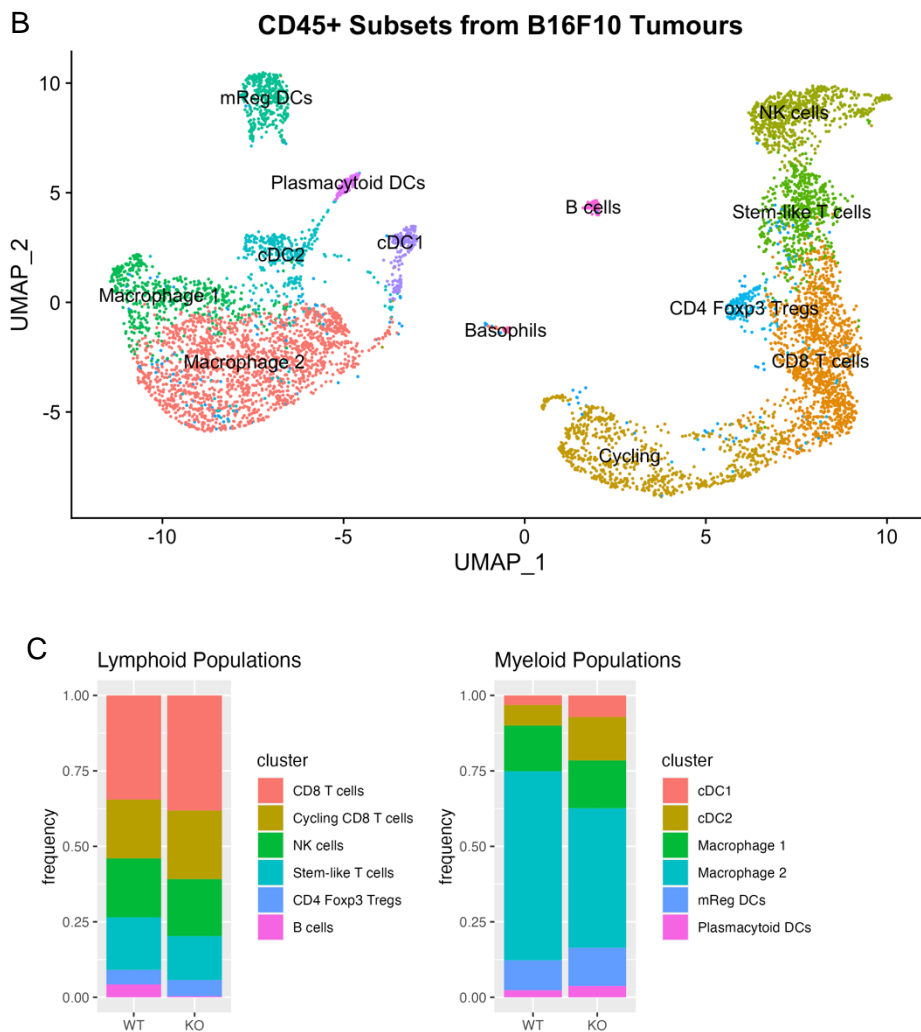 B
CD45+ Subsets from B16F10 Tumours
UMAP_2
10
5
0
-5
mReg DCs
NK cells
Plasmacytoid DCs
B cells
Stem-like T cells
cDC1
cDC2
Macrophage 1
CD4 Foxp3 Tregs
Basophils
Macrophage 2
CD8 T cells
Cycling
-10
-5
0
5
10
UMAP_1
C
Lymphoid Populations
frequency
1.00
0.75
0.50
0.25
0.00
WT
KO
cluster
CD8 T cells
Cycling CD8 T cells
NK cells
Stem-like T cells
CD4 Foxp3 Tregs
B cells
Myeloid Populations
frequency
1.00
0.75
0.50
0.25
0.00
WT
KO
cluster
cDC1
cDC2
Macrophage 1
Macrophage 2
mReg DCs
Plasmacytoid DCs